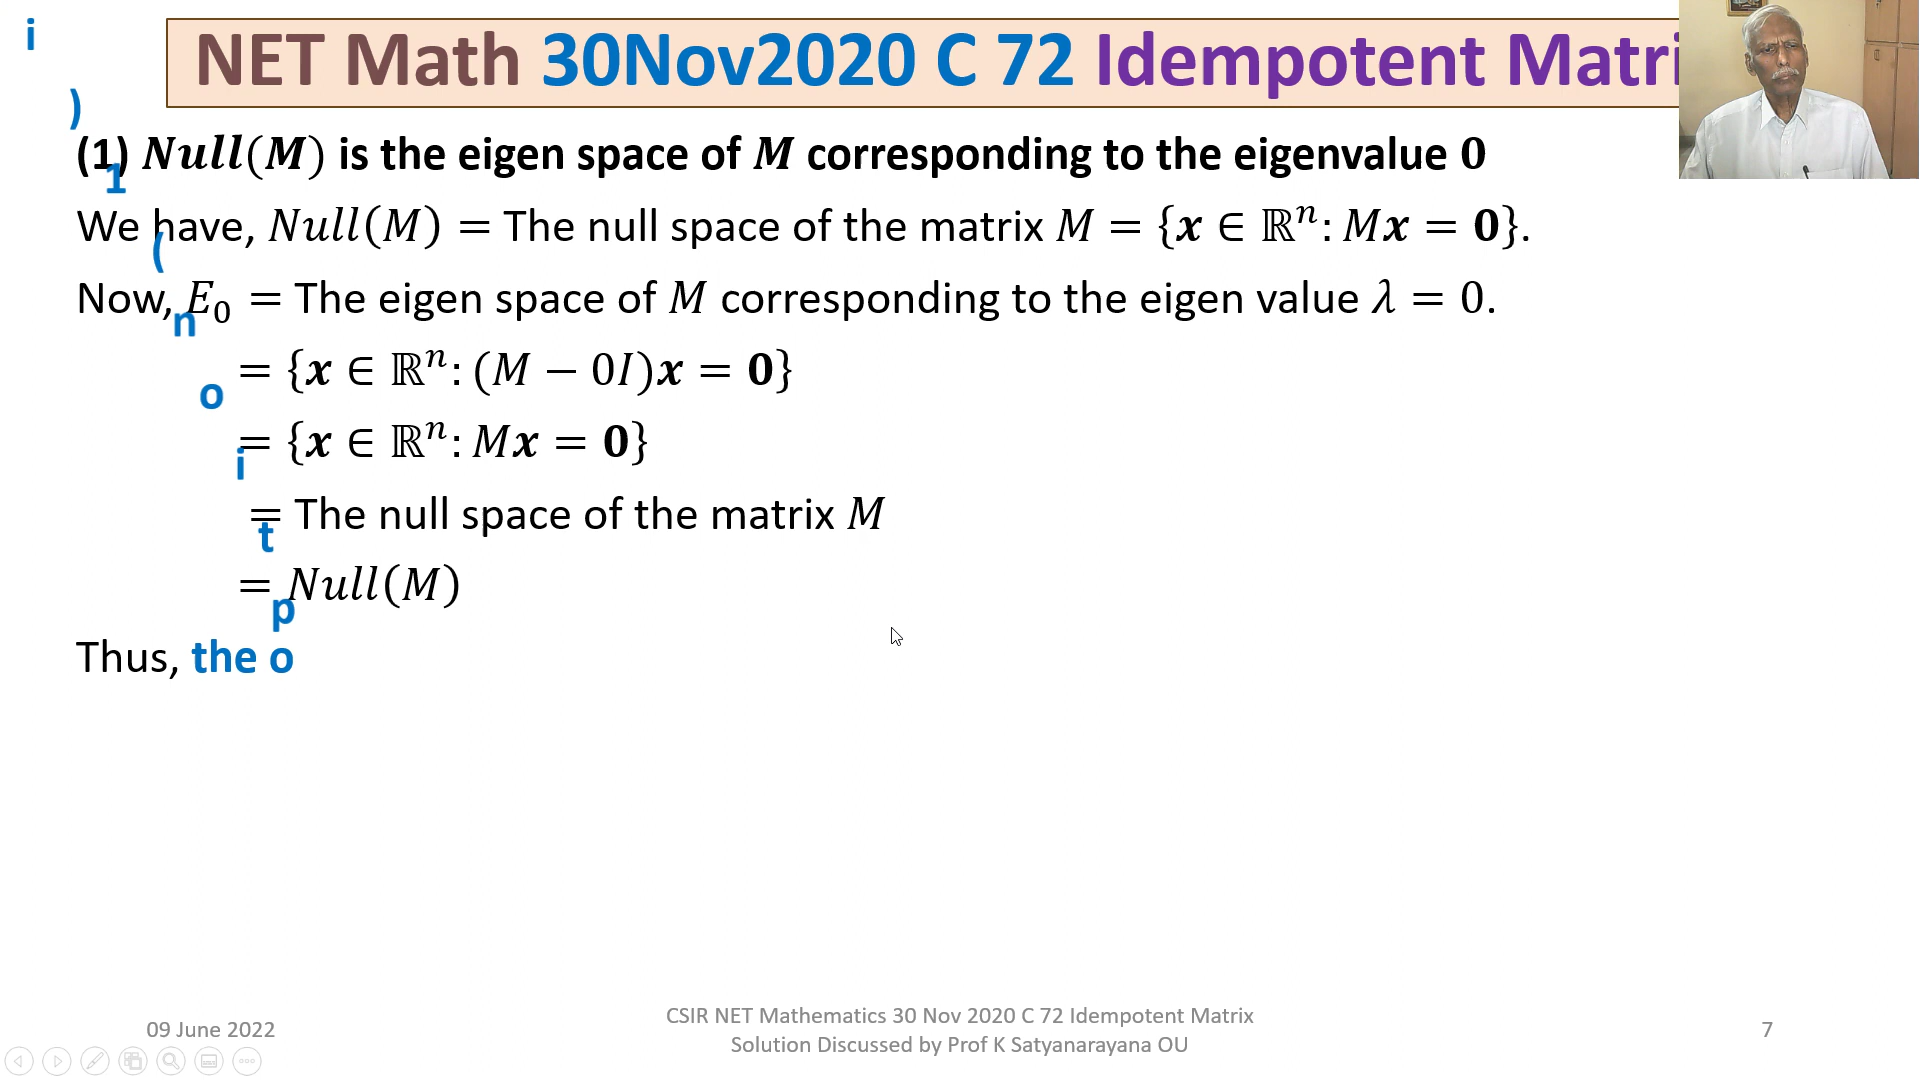 NET Math 30Nov2020 C 72 Idempotent Matri
(1) Null(M) is the eigen space of M corresponding to the eigenvalue 0
We have, Null(M) = The null space of the matrix M = {x ∈ ℝⁿ: Mx = 0}.
Now, E₀ = The eigen space of M corresponding to the eigen value λ = 0.
= {x ∈ ℝⁿ: (M − 0I)x = 0}
= {x ∈ ℝⁿ: Mx = 0}
= The null space of the matrix M
= Null(M)
Thus, the o
p
t
i
o
n
(
1
)
i
09 June 2022
CSIR NET Mathematics 30 Nov 2020 C 72 Idempotent Matrix
Solution Discussed by Prof K Satyanarayana OU
7